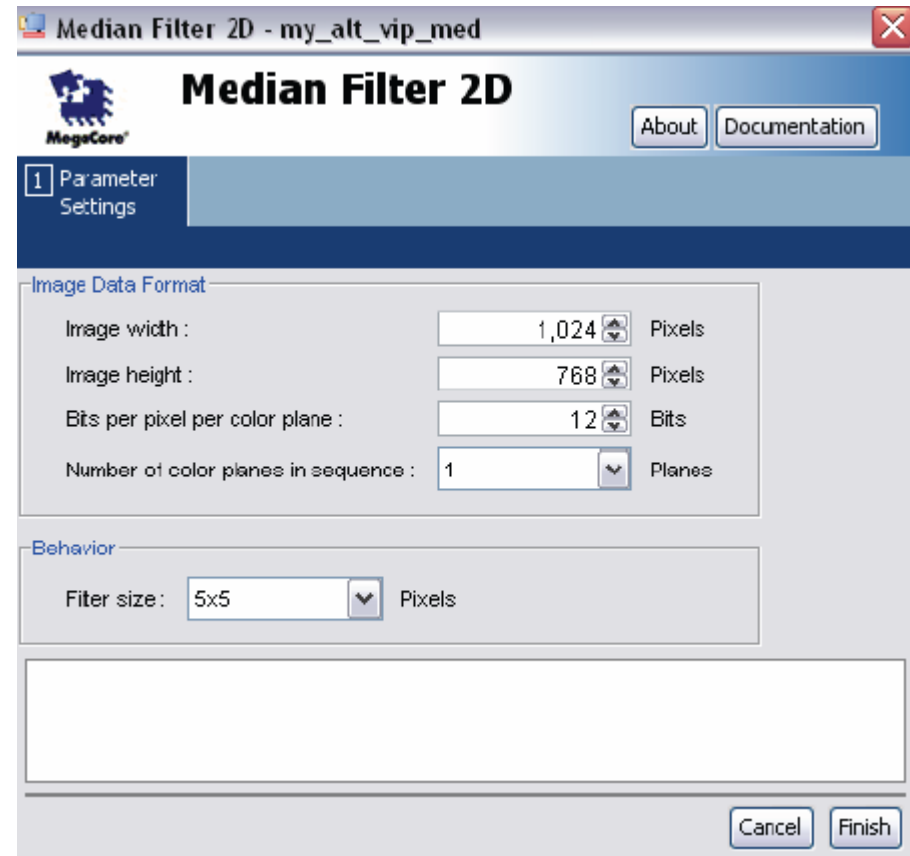 Median Filter 2D - my_alt_vip_med
Median Filter 2D
MegaCore®
About Documentation
1 Parameter
Settings
Image Data Format
Image width : 1,024 Pixels
Image height : 768 Pixels
Bits per pixel per color plane : 12 Bits
Number of color planes in sequence : 1 Planes
Behavior
Filter size : 5x5 Pixels
Cancel Finish